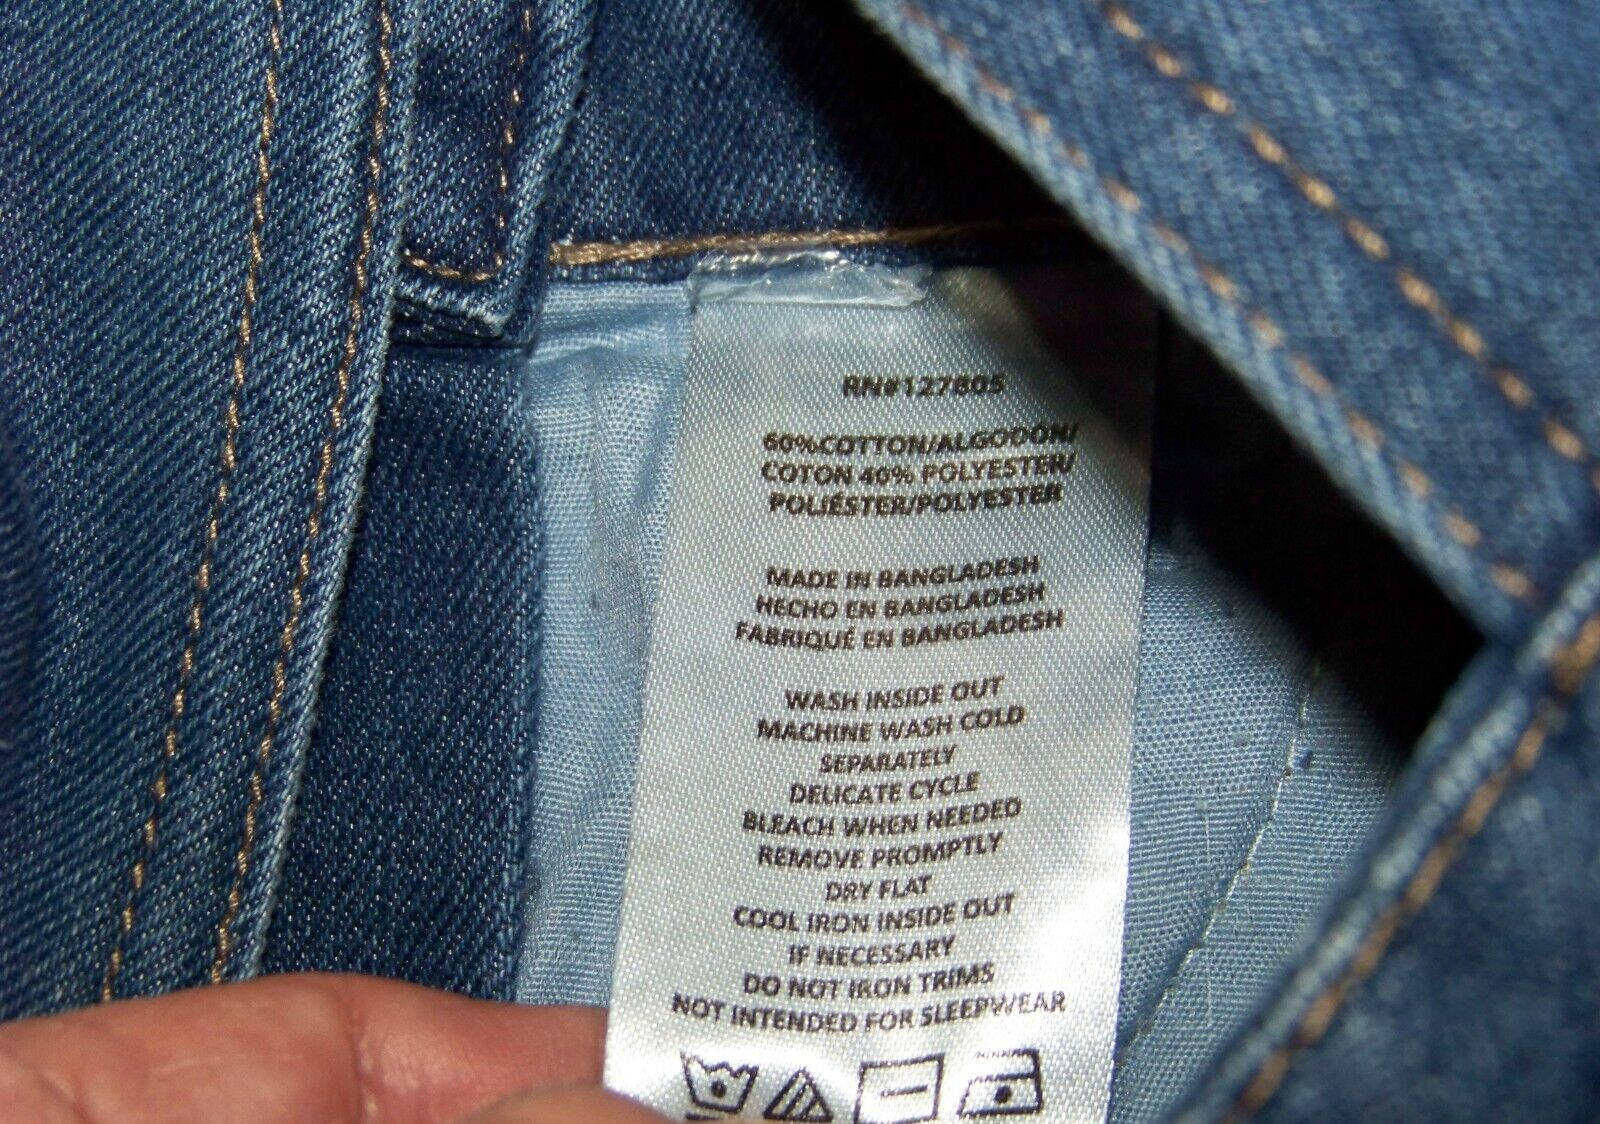 RN#127805
60%COTTON/ALGODON/
COTON 40% POLYESTER/
POLIÉSTER/POLYESTER
MADE IN BANGLADESH
HECHO EN BANGLADESH
FABRIQUÉ EN BANGLADESH
WASH INSIDE OUT
MACHINE WASH COLD
SEPARATELY
DELICATE CYCLE
BLEACH WHEN NEEDED
REMOVE PROMPTLY
DRY FLAT
COOL IRON INSIDE OUT
IF NECESSARY
DO NOT IRON TRIMS
NOT INTENDED FOR SLEEPWEAR